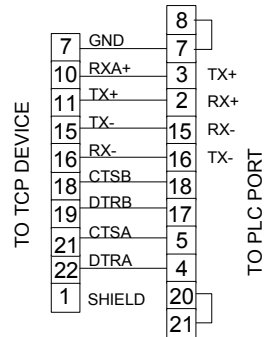 8
7 GND 7
10 RXA+ 3 TX+
11 TX+ 2 RX+
15 TX- 15 RX-
16 RX- 16 TX-
18 CTSB 18
19 DTRB 17
21 CTSA 5
22 DTRA 4
1 SHIELD 20
21
TO TCP DEVICE
TO PLC PORT